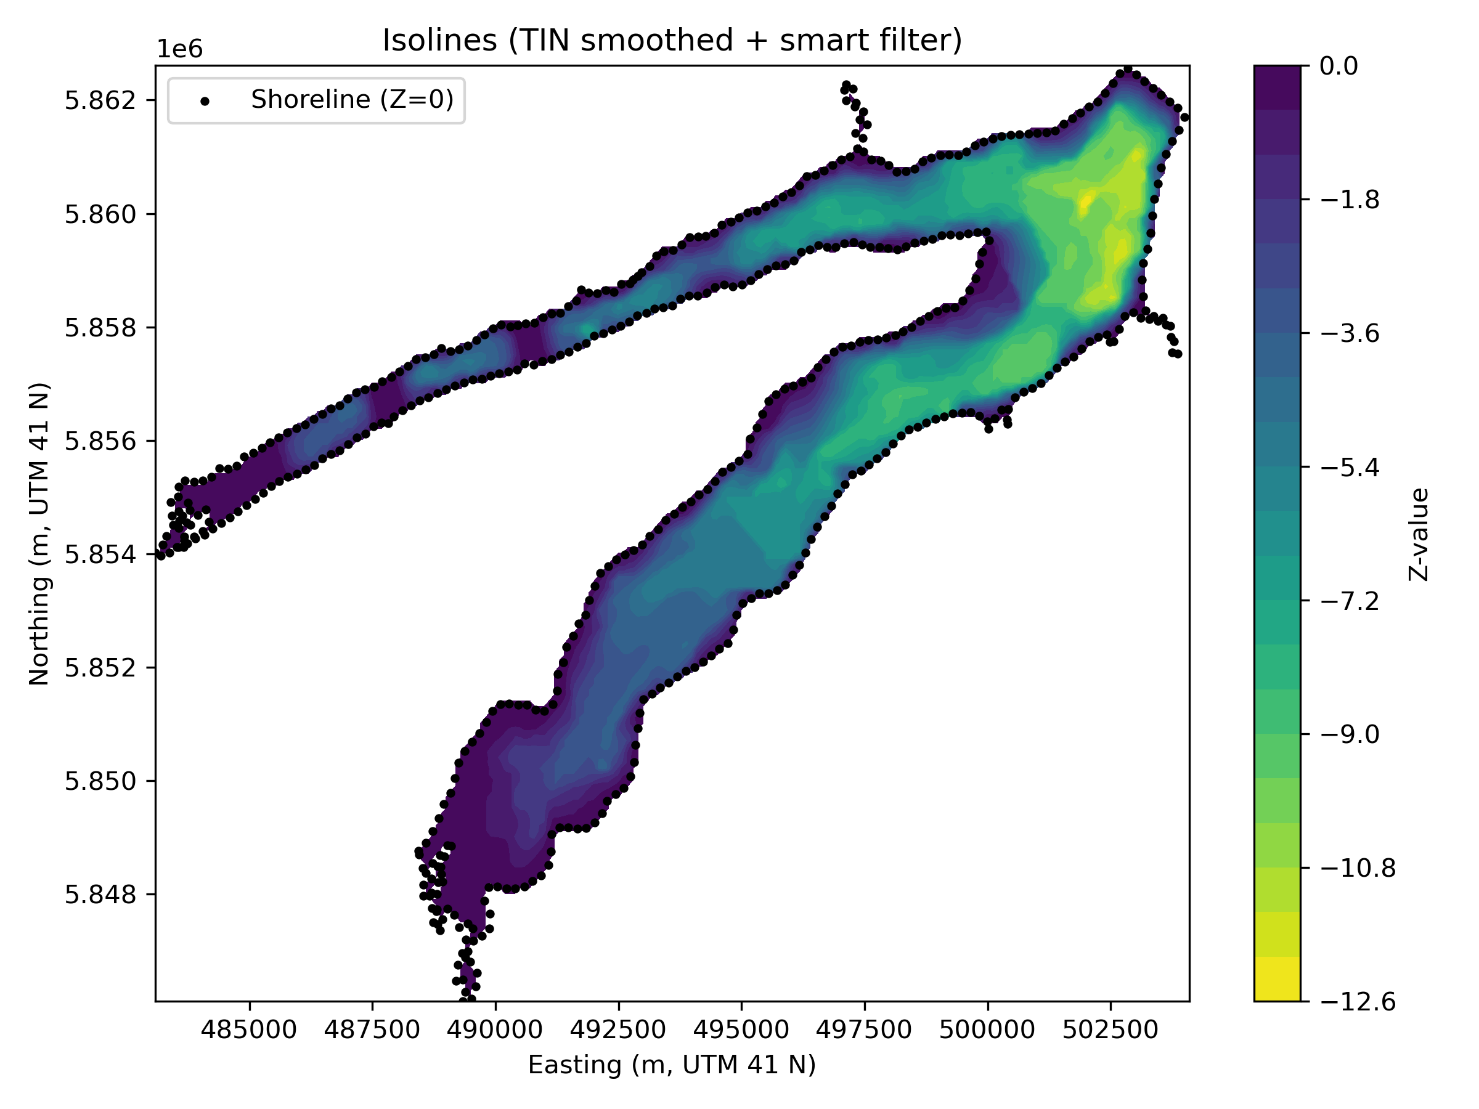 Isolines (TIN smoothed + smart filter)
1e6
Shoreline (Z=0)
5.862
5.860
5.858
5.856
5.854
5.852
5.850
5.848
Northing (m, UTM 41 N)
485000 487500 490000 492500 495000 497500 500000 502500
Easting (m, UTM 41 N)
0.0
−1.8
−3.6
−5.4
−7.2
−9.0
−10.8
−12.6
Z-value